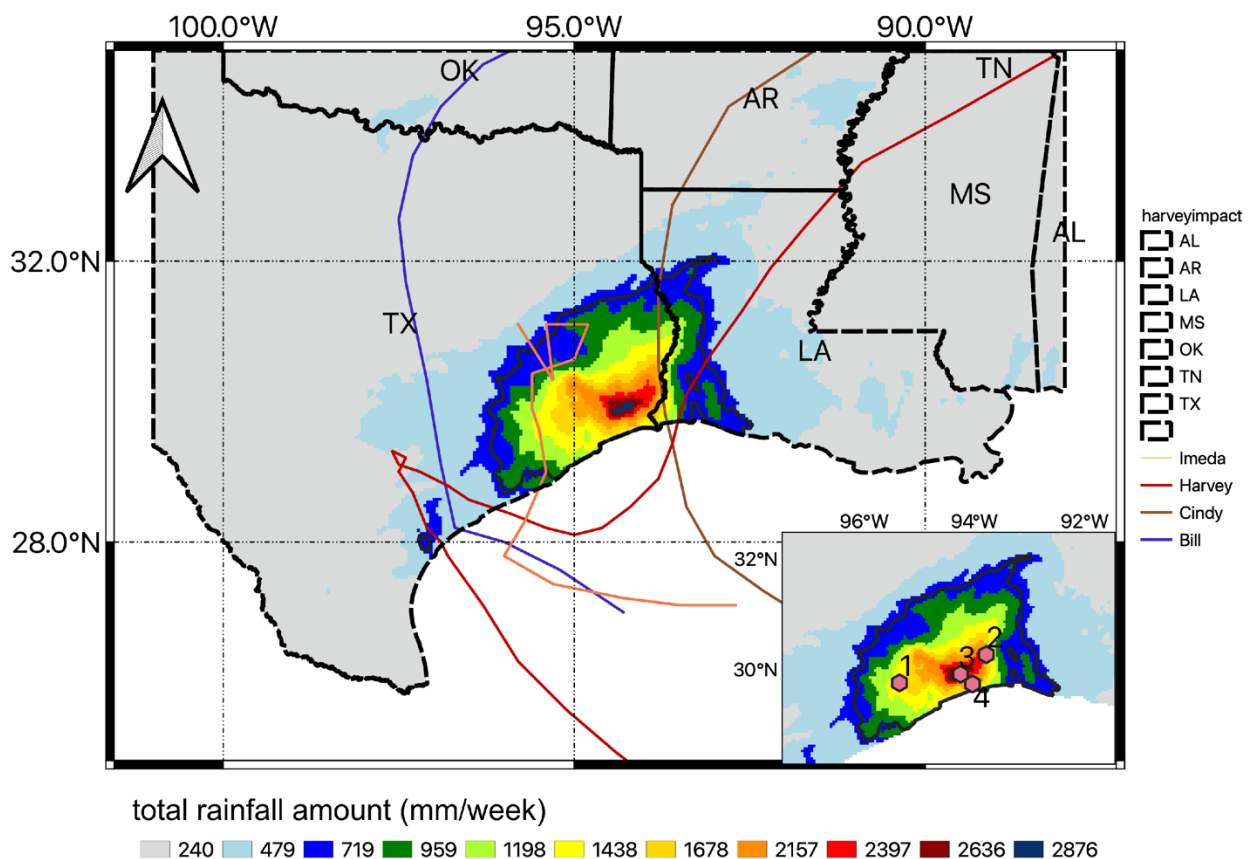 100.0°W 95.0°W 90.0°W
OK
TN
AR
MS
AL
32.0°N
TX
LA
28.0°N
harveyimpact
AL
AR
LA
MS
OK
TN
TX
Imeda
Harvey
Cindy
Bill
96°W 94°W 92°W
32°N
30°N
1
2
3
4
total rainfall amount (mm/week)
240 479 719 959 1198 1438 1678 2157 2397 2636 2876